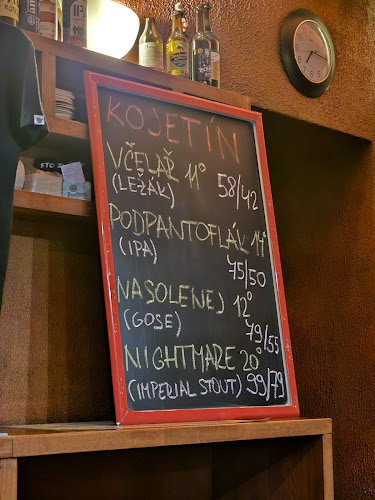 KOJETÍN
VČELAŘ 11°
(LEŽÁK) 58/42
PODPANTOFLÁK 14°
(IPA)
75/50
NASOLENEJ 12°
(GOSE)
79/55
NIGHTMARE 20°
(IMPERIAL STOUT) 99/79